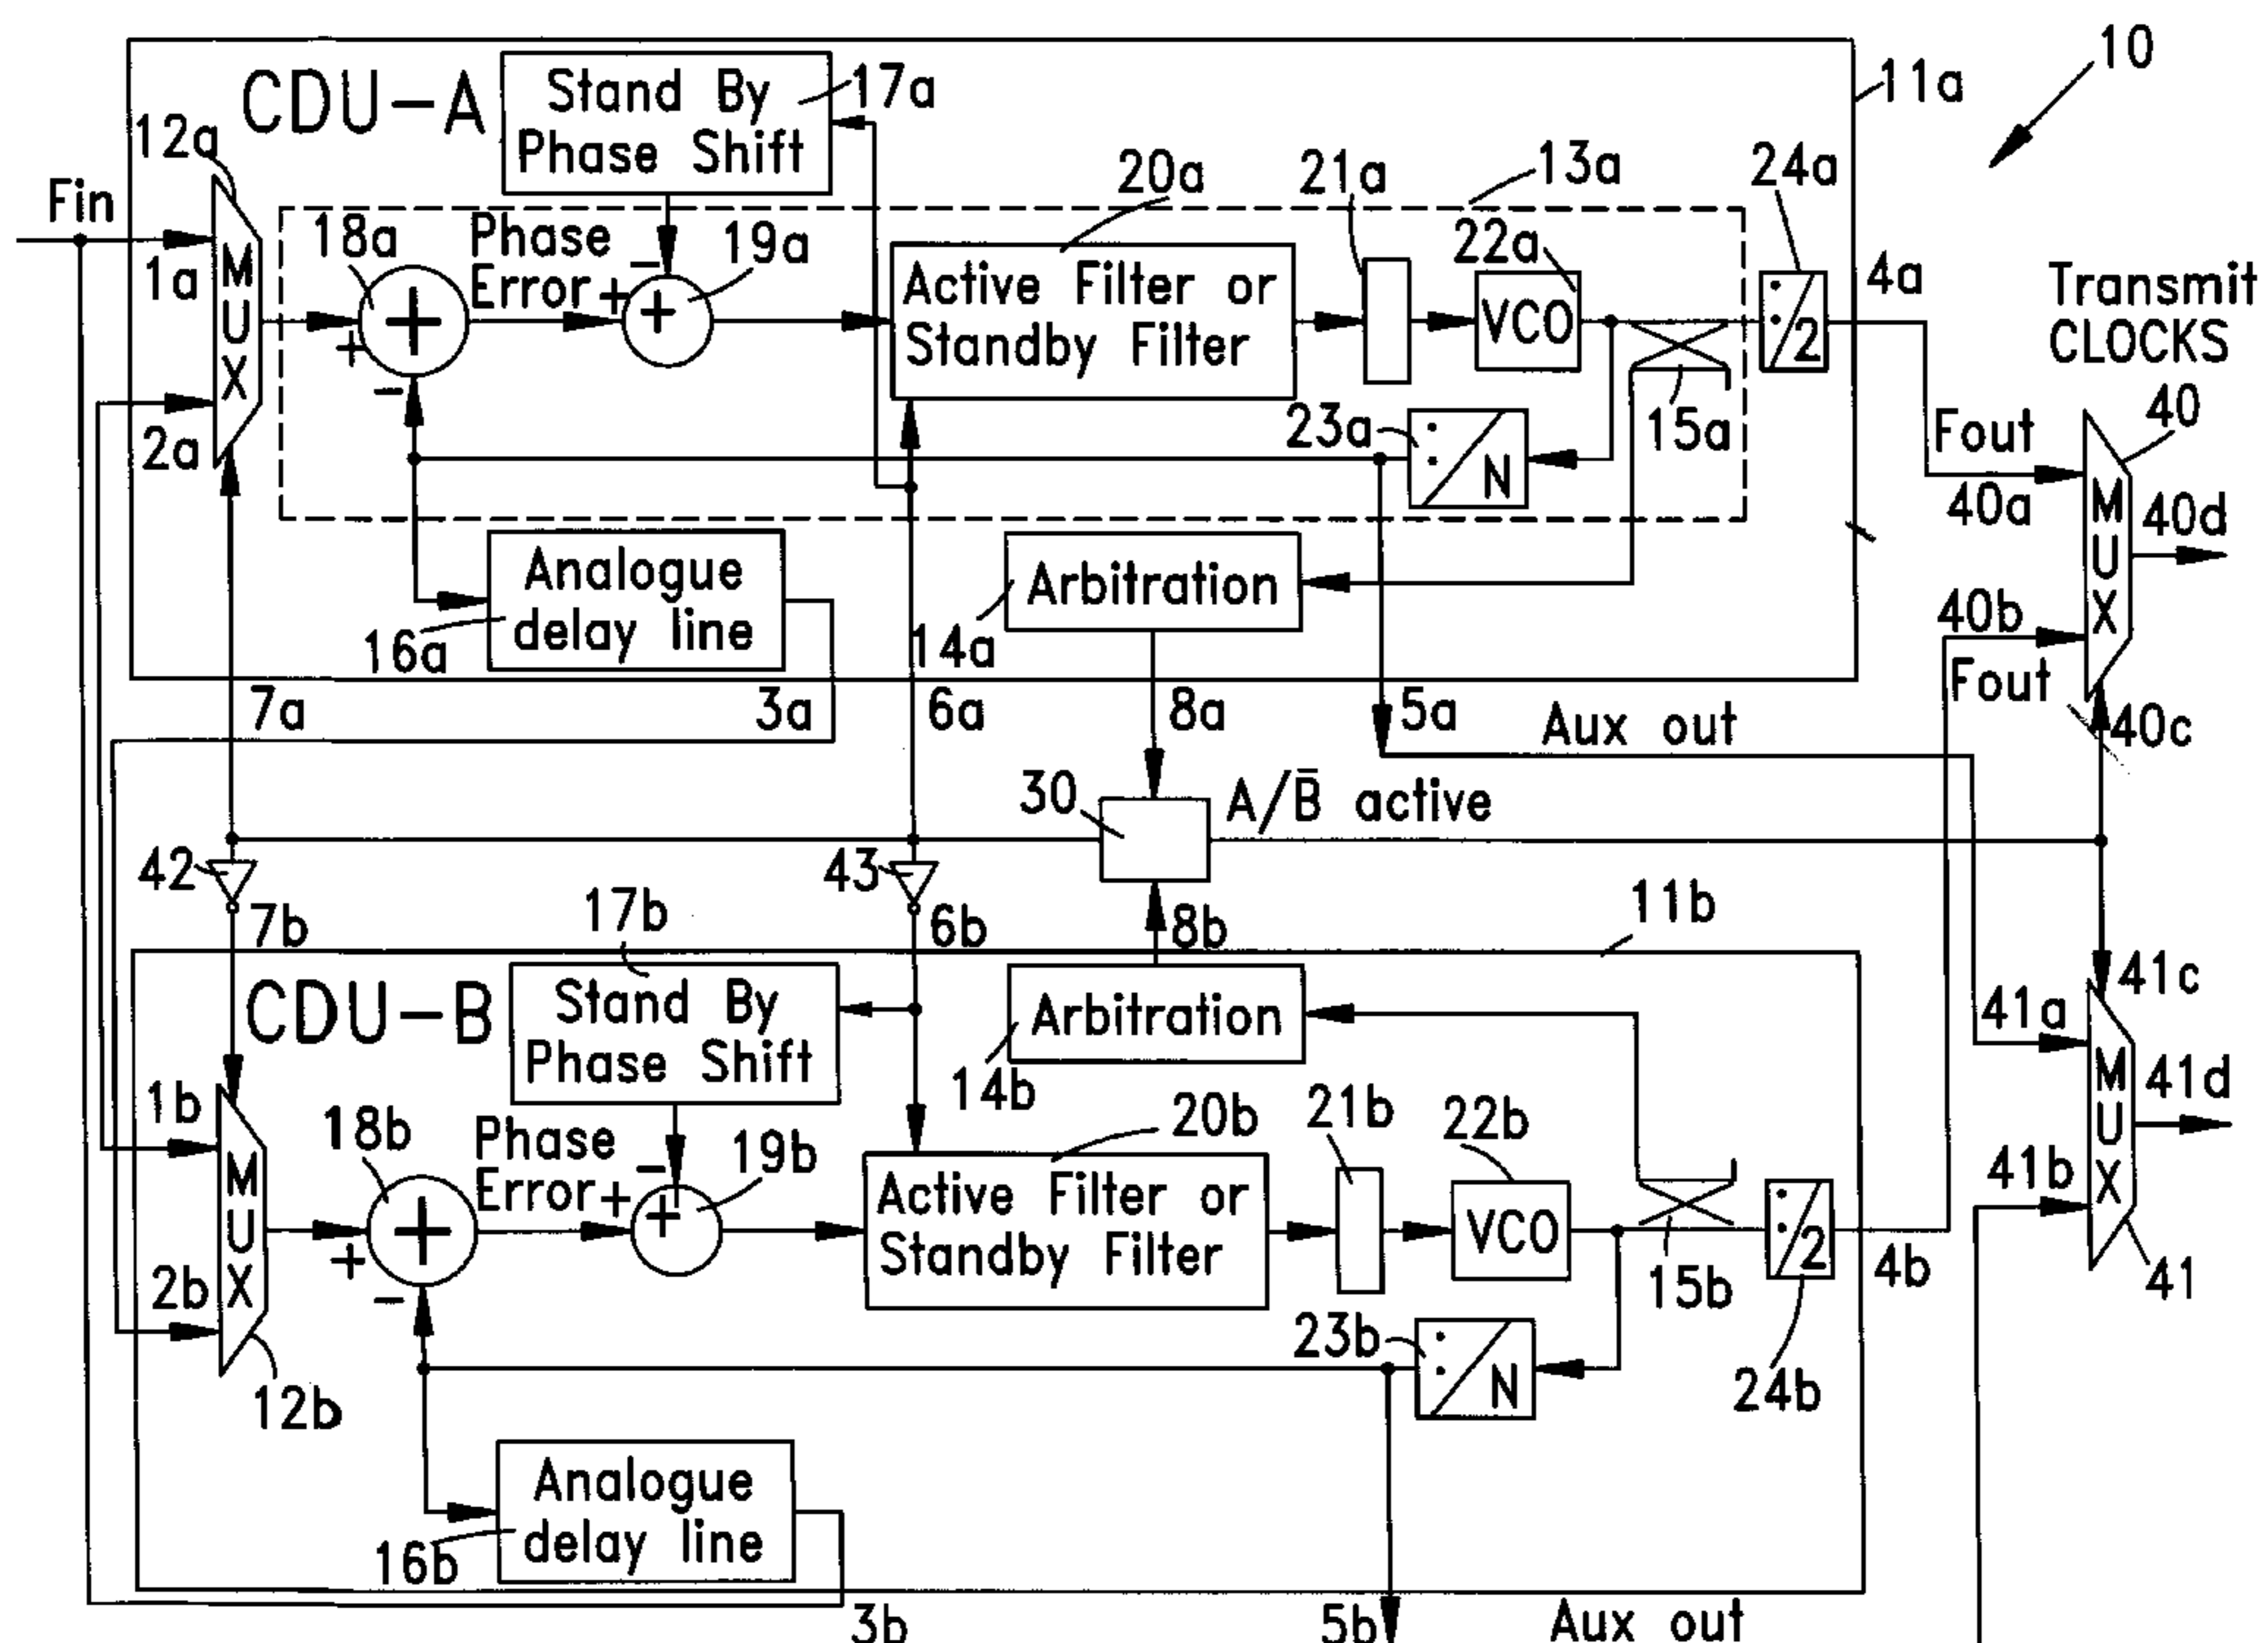 10
CDU-A
Stand By
Phase Shift
17a
11a
12a
Fin
1a
MUX
2a
18a
+
+
−
Phase
Error
+
−
19a
+
20a
Active Filter or
Standby Filter
21a
13a
22a
VCO
24a
÷/2
4a
15a
23a
÷/N
Transmit
CLOCKS
40
Fout
40a
MUX
40d
40b
Fout
40c
Analogue
delay line
16a
Arbitration
14a
7a
3a
6a
8a
5a
Aux out
30
A/B̄ active
42
43
7b
6b
8b
11b
CDU-B
Stand By
Phase Shift
17b
Arbitration
14b
41c
41a
MUX
41d
41b
41
12b
1b
MUX
2b
18b
+
+
−
Phase
Error
+
−
19b
+
20b
Active Filter or
Standby Filter
21b
22b
VCO
15b
÷/2
24b
4b
23b
÷/N
Analogue
delay line
16b
3b
5b
Aux out